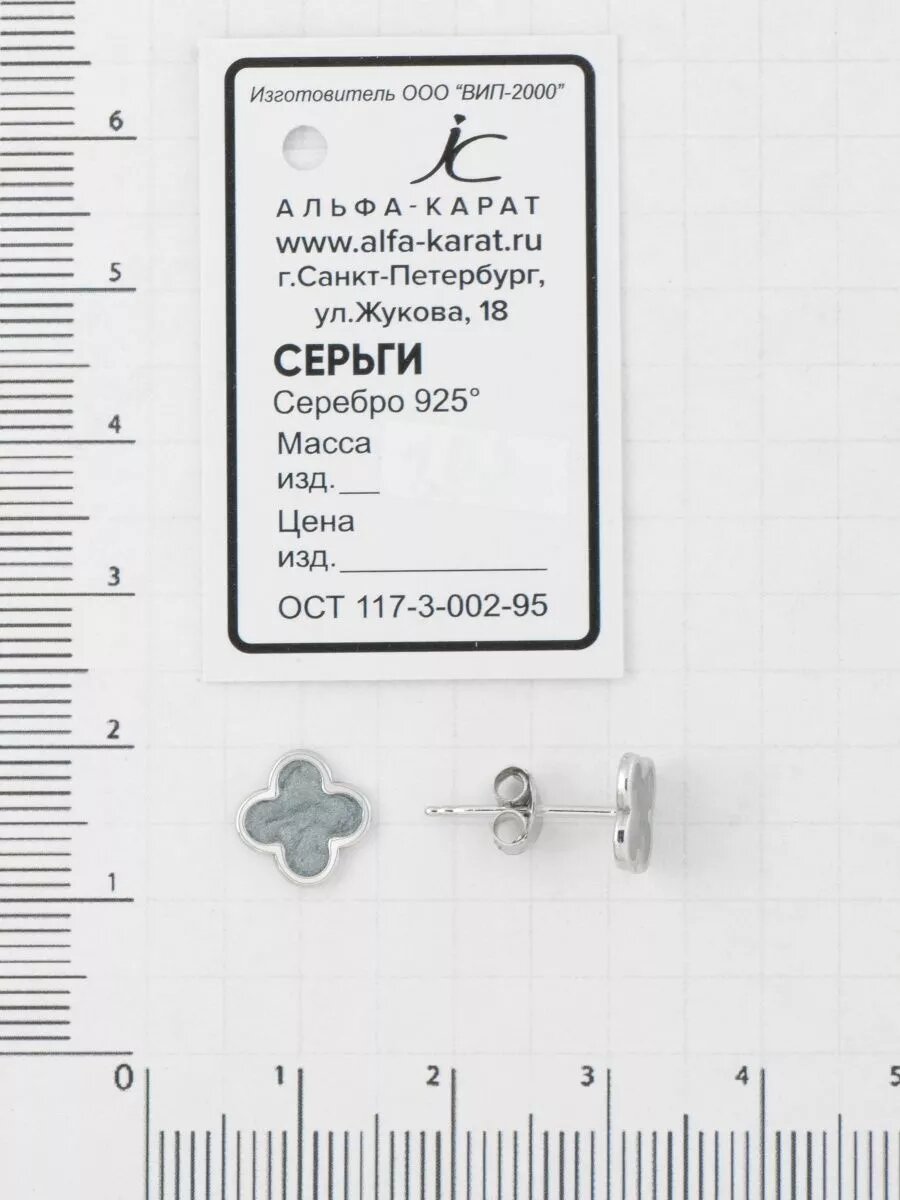 Изготовитель ООО "ВИП-2000"
АЛЬФА-КАРАТ
www.alfa-karat.ru
г.Санкт-Петербург,
ул.Жукова, 18
СЕРЬГИ
Серебро 925°
Масса
изд.___
Цена
изд.______________
ОСТ 117-3-002-95
6
5
4
3
2
1
0 1 2 3 4 5